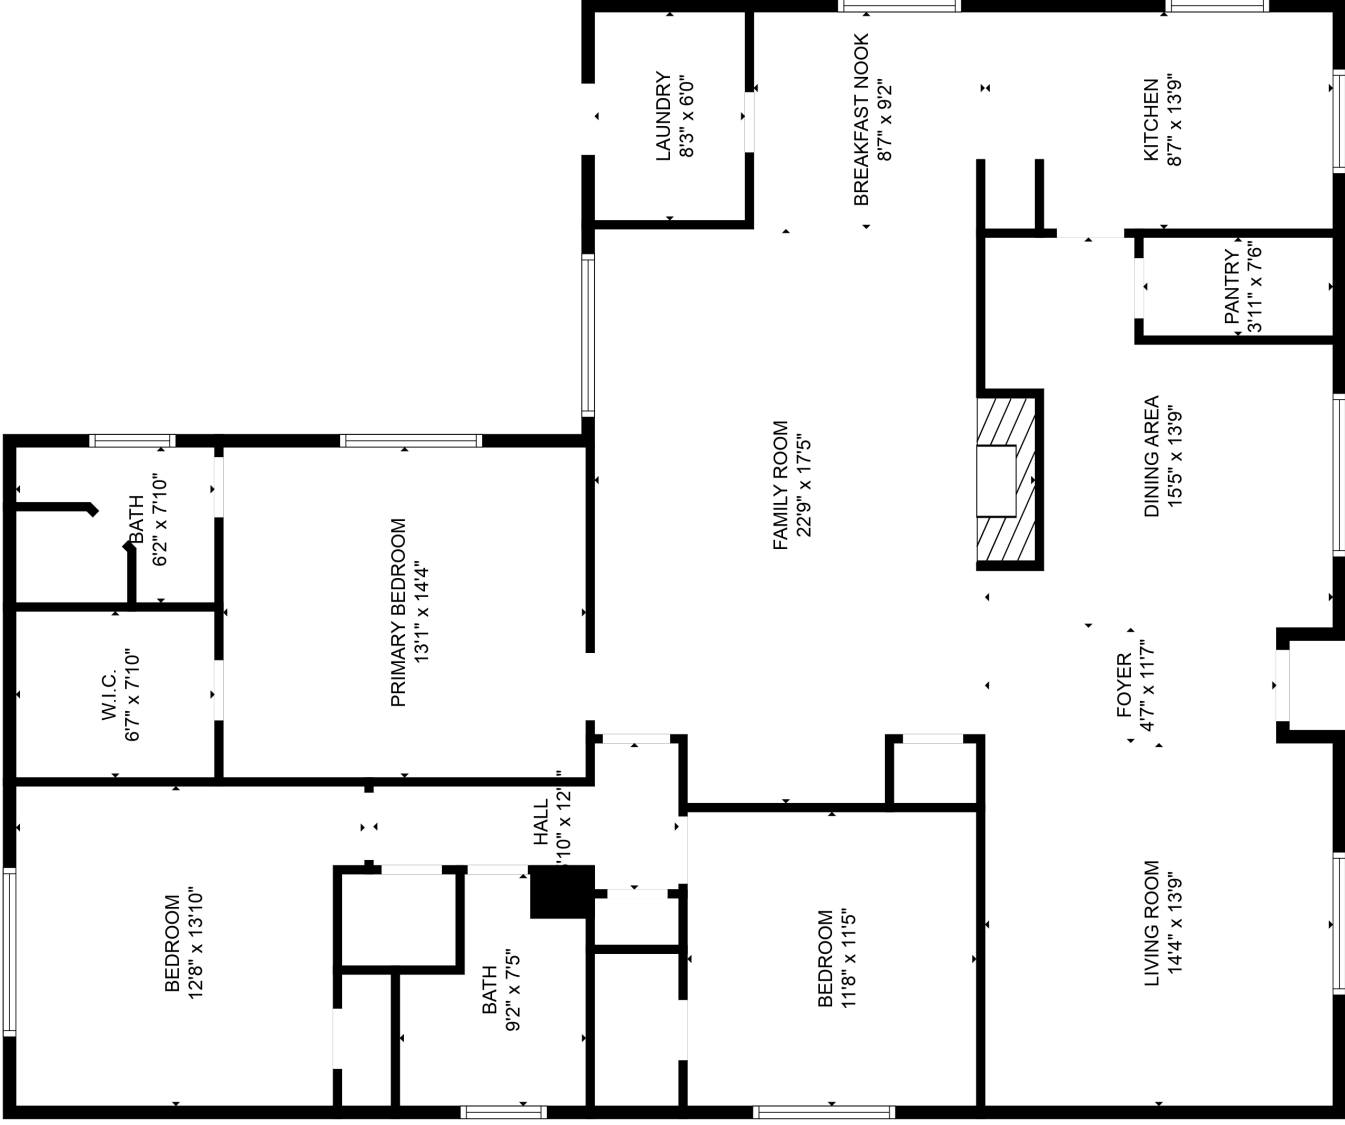 LAUNDRY
8'3" x 6'0"
BREAKFAST NOOK
8'7" x 9'2"
KITCHEN
8'7" x 13'9"
PANTRY
3'11" x 7'6"
DINING AREA
15'5" x 13'9"
FAMILY ROOM
22'9" x 17'5"
BATH
6'2" x 7'10"
PRIMARY BEDROOM
13'1" x 14'4"
W.I.C.
6'7" x 7'10"
FOYER
4'7" x 11'7"
HALL
'10" x 12'
BEDROOM
12'8" x 13'10"
BATH
9'2" x 7'5"
BEDROOM
11'8" x 11'5"
LIVING ROOM
14'4" x 13'9"